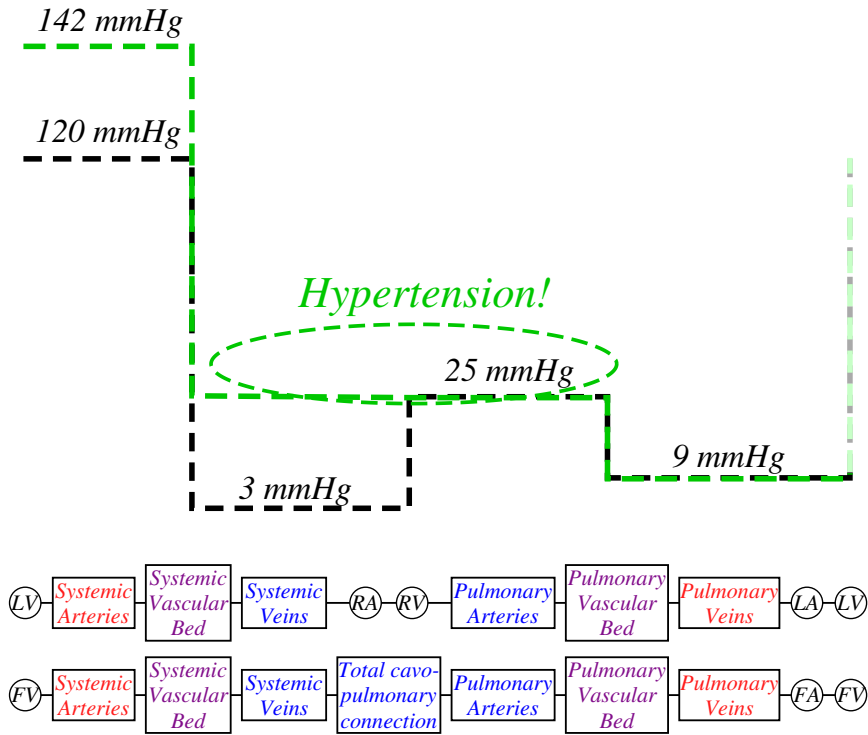 142 mmHg
120 mmHg
Hypertension!
25 mmHg
9 mmHg
3 mmHg
LV
Systemic
Arteries
Systemic
Vascular
Bed
Systemic
Veins
RA
RV
Pulmonary
Arteries
Pulmonary
Vascular
Bed
Pulmonary
Veins
LA
LV
FV
Systemic
Arteries
Systemic
Vascular
Bed
Systemic
Veins
Total cavo-
pulmonary
connection
Pulmonary
Arteries
Pulmonary
Vascular
Bed
Pulmonary
Veins
FA
FV